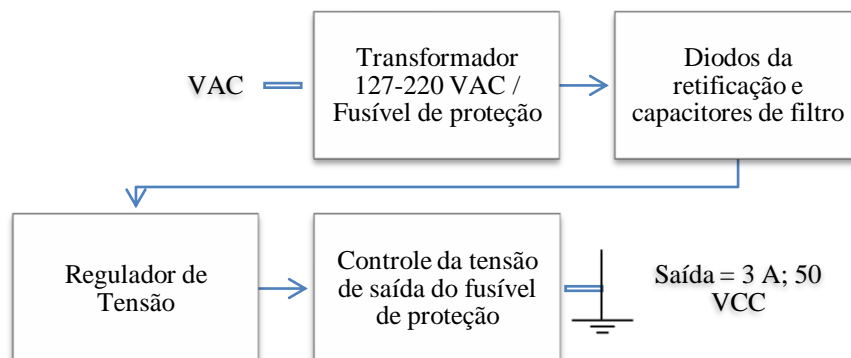 VAC
Transformador
127-220 VAC /
Fusível de proteção
Diodos da
retificação e
capacitores de filtro
Regulador de
Tensão
Controle da tensão
de saída do fusível
de proteção
Saída = 3 A; 50
VCC